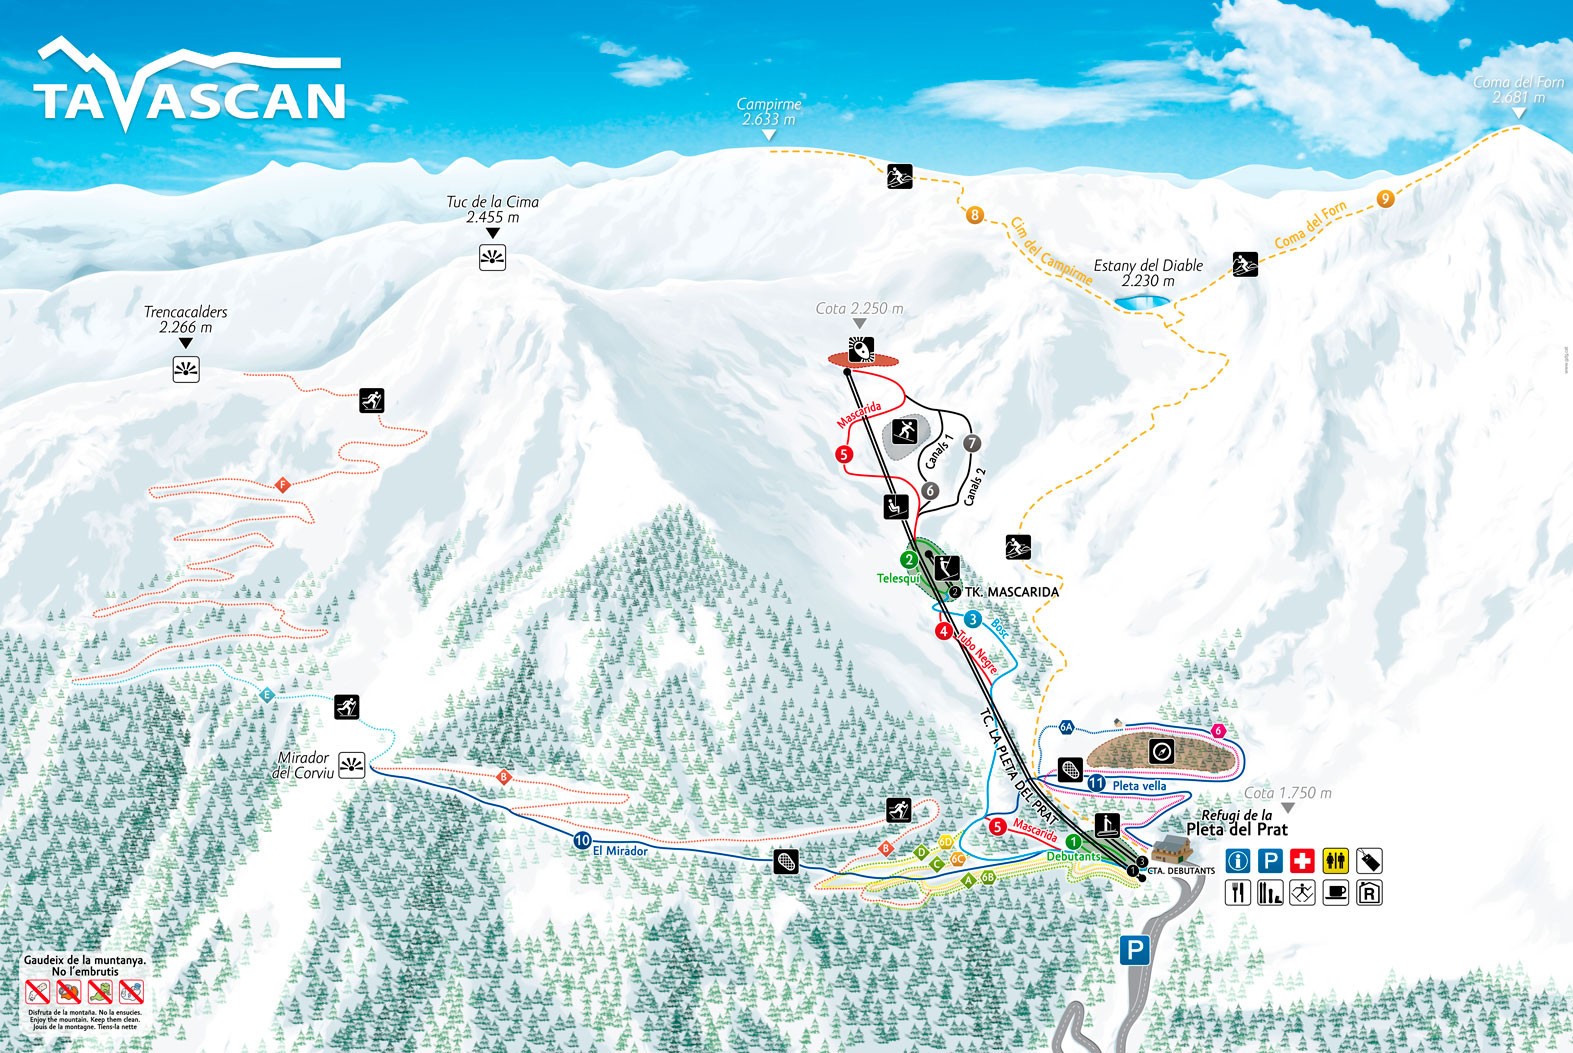 TAVASCAN
Campirme
2.633 m
Coma del Forn
2.681 m
Tuc de la Cima
2.455 m
8
9
Cim del Campirme
Coma del Forn
Estany del Diable
2.230 m
Trencacalders
2.266 m
Cota 2.250 m
Mascarida
5
Canals 1
7
6
Canals 2
F
2
Telesquí
2
TK. MASCARIDA
3
Bosc
4
Tubo Negre
E
TC. LA PLETA DEL PRAT
6A
6
Mirador
del Corviu
B
11
Pleta vella
Cota 1.750 m
Refugi de la
Pleta del Prat
10
El Mirador
5
Mascarida
1
Debutants
B
D
6D
C
6C
A
6B
3
1
CTA. DEBUTANTS
i
P
R
P
Gaudeix de la muntanya.
No l'embrutis
Disfruta de la montaña. No la ensucies.
Enjoy the mountain. Keep them clean.
Jouis de la montagne. Tiens-la nette